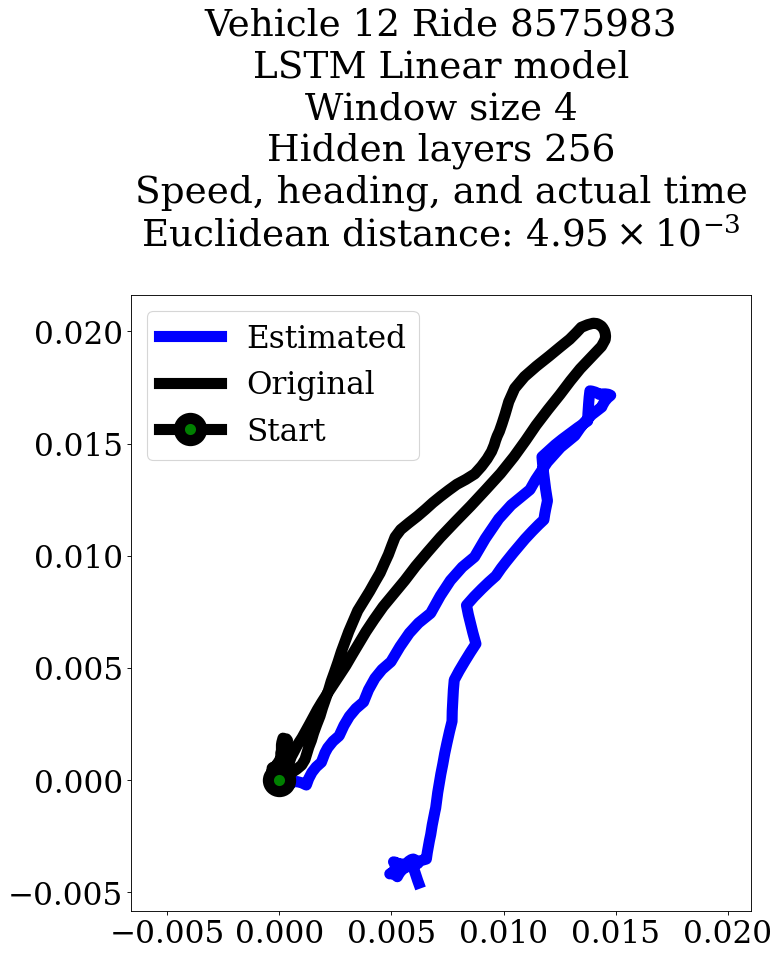 Vehicle 12 Ride 8575983
LSTM Linear model
Window size 4
Hidden layers 256
Speed, heading, and actual time
Euclidean distance: 4.95 × 10⁻³
Estimated
Original
Start
0.020
0.015
0.010
0.005
0.000
−0.005
−0.005 0.000 0.005 0.010 0.015 0.020